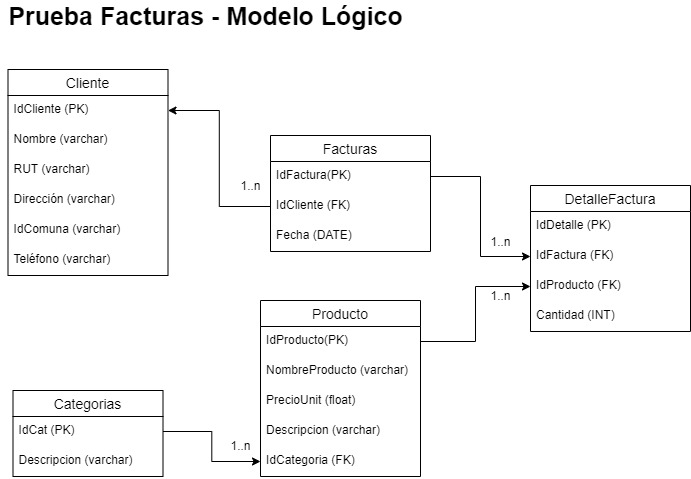 Prueba Facturas - Modelo Lógico
Cliente
IdCliente (PK)
Nombre (varchar)
RUT (varchar)
Dirección (varchar)
IdComuna (varchar)
Teléfono (varchar)
1..n
Facturas
IdFactura(PK)
IdCliente (FK)
Fecha (DATE)
1..n
DetalleFactura
IdDetalle (PK)
IdFactura (FK)
IdProducto (FK)
Cantidad (INT)
1..n
Producto
IdProducto(PK)
NombreProducto (varchar)
PrecioUnit (float)
Descripcion (varchar)
IdCategoria (FK)
Categorias
IdCat (PK)
Descripcion (varchar)
1..n